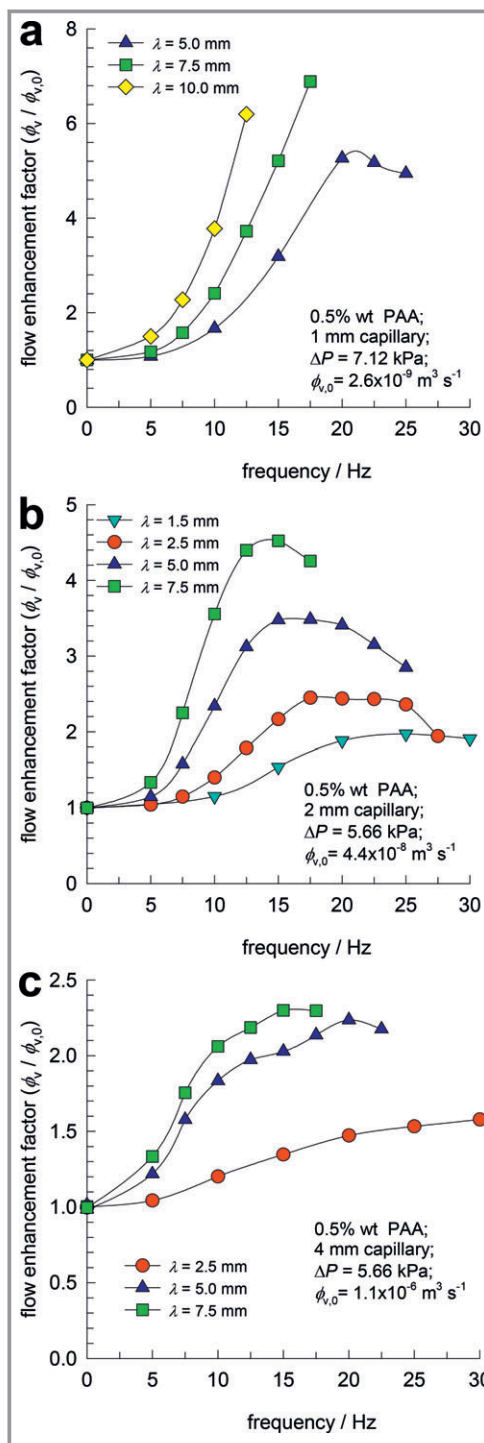 a
flow enhancement factor (ϕv / ϕv,0)
8
6
4
2
0
λ = 5.0 mm
λ = 7.5 mm
λ = 10.0 mm
0.5% wt PAA;
1 mm capillary;
ΔP = 7.12 kPa;
ϕv,0= 2.6x10-9 m3 s-1
0 5 10 15 20 25 30
frequency / Hz
b
flow enhancement factor (ϕv / ϕv,0)
5
4
3
2
1
0
λ = 1.5 mm
λ = 2.5 mm
λ = 5.0 mm
λ = 7.5 mm
0.5% wt PAA;
2 mm capillary;
ΔP = 5.66 kPa;
ϕv,0= 4.4x10-8 m3 s-1
0 5 10 15 20 25 30
frequency / Hz
c
flow enhancement factor (ϕv / ϕv,0)
2.5
2.0
1.5
1.0
0.5
0.0
λ = 2.5 mm
λ = 5.0 mm
λ = 7.5 mm
0.5% wt PAA;
4 mm capillary;
ΔP = 5.66 kPa;
ϕv,0= 1.1x10-6 m3 s-1
0 5 10 15 20 25 30
frequency / Hz